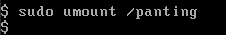 $ sudo umount /panting
$